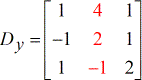 D_y = [ 1 4 1
-1 2 1
1 -1 2 ]